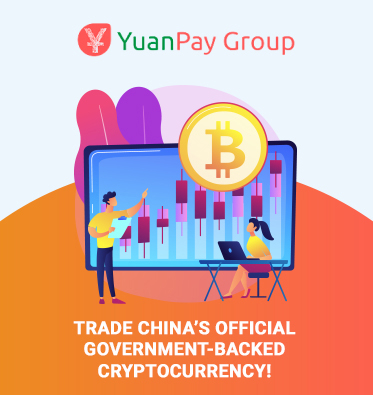 YuanPay Group
TRADE CHINA'S OFFICIAL
GOVERNMENT-BACKED
CRYPTOCURRENCY!